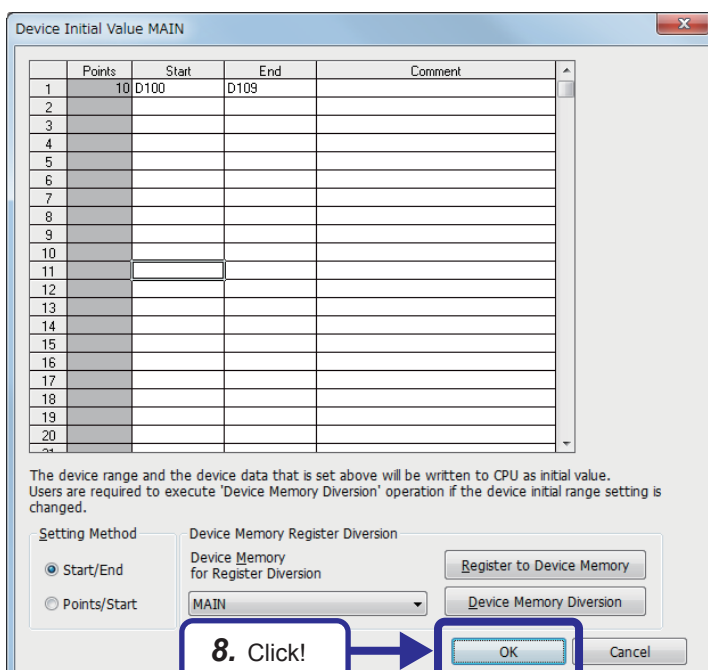 Device Initial Value MAIN
x
Points Start End Comment
1 10 D100 D109
2
3
4
5
6
7
8
9
10
11
12
13
14
15
16
17
18
19
20
21
The device range and the device data that is set above will be written to CPU as initial value.
Users are required to execute 'Device Memory Diversion' operation if the device initial range setting is
changed.
Setting Method
Start/End
Points/Start
Device Memory Register Diversion
Device Memory
for Register Diversion
MAIN
Register to Device Memory
Device Memory Diversion
8. Click!
OK
Cancel